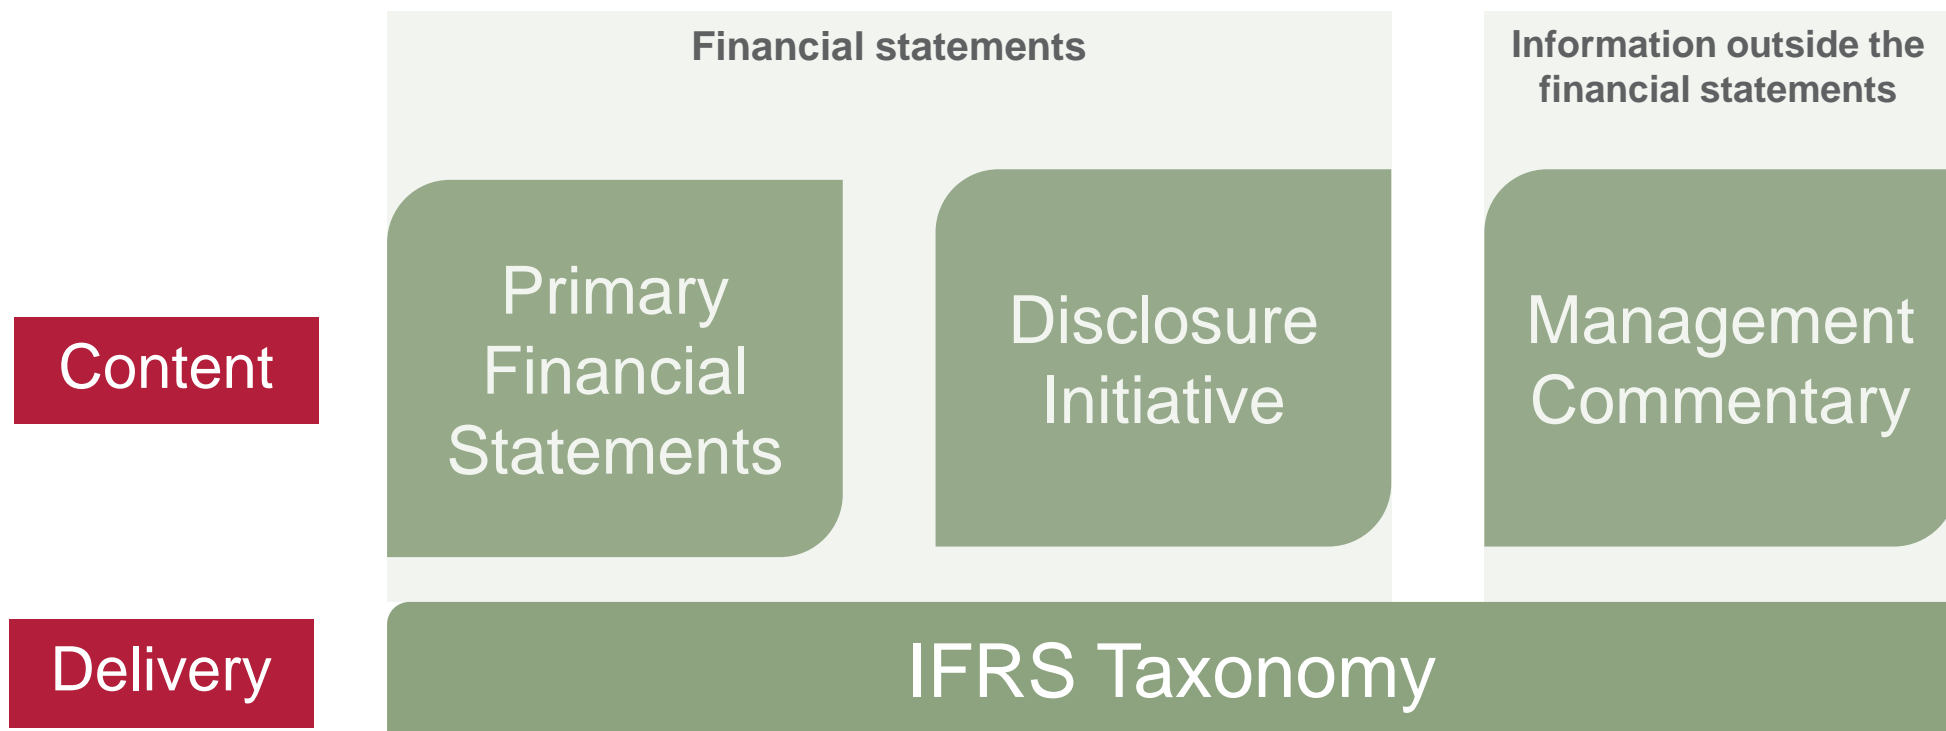 Financial statements
Information outside the
financial statements
Content
Primary
Financial
Statements
Disclosure
Initiative
Management
Commentary
Delivery
IFRS Taxonomy